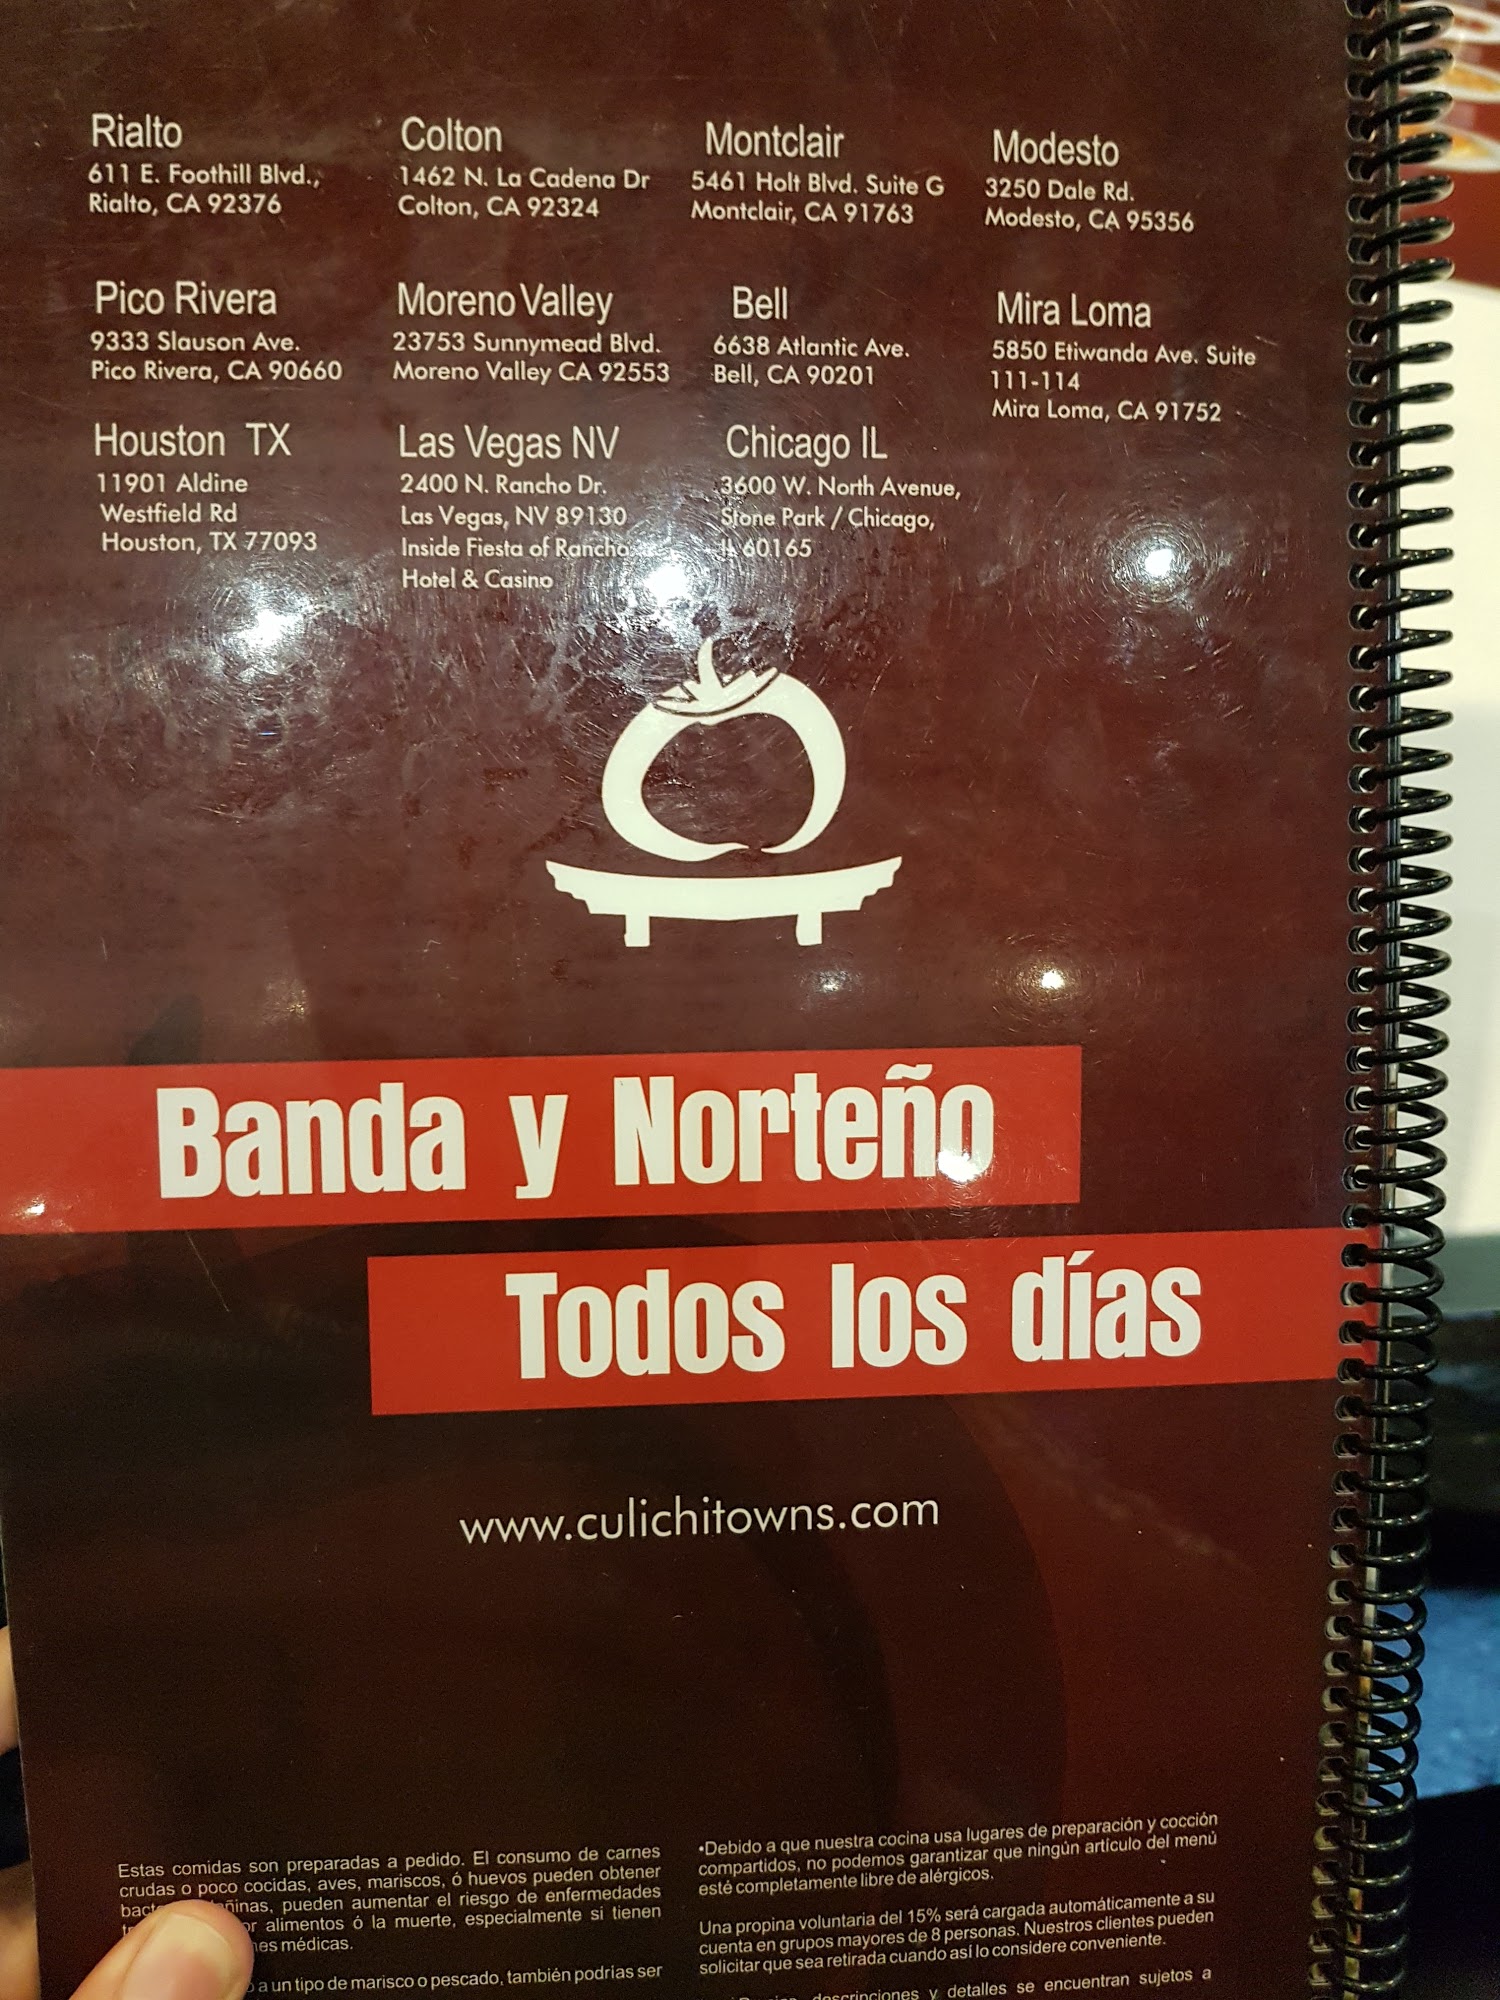 Rialto
611 E. Foothill Blvd.,
Rialto, CA 92376
Colton
1462 N. La Cadena Dr
Colton, CA 92324
Montclair
5461 Holt Blvd. Suite G
Montclair, CA 91763
Modesto
3250 Dale Rd.
Modesto, CA 95356
Pico Rivera
9333 Slauson Ave.
Pico Rivera, CA 90660
Moreno Valley
23753 Sunnymead Blvd.
Moreno Valley CA 92553
Bell
6638 Atlantic Ave.
Bell, CA 90201
Mira Loma
5850 Etiwanda Ave. Suite
111-114
Mira Loma, CA 91752
Houston TX
11901 Aldine
Westfield Rd
Houston, TX 77093
Las Vegas NV
2400 N. Rancho Dr.
Las Vegas, NV 89130
Inside Fiesta of Rancho
Hotel & Casino
Chicago IL
3600 W. North Avenue,
Stone Park / Chicago,
IL 60165
Banda y Norteño
Todos los días
www.culichitowns.com
Estas comidas son preparadas a pedido. El consumo de carnes
crudas o poco cocidas, aves, mariscos, ó huevos pueden obtener
pueden aumentar el riesgo de enfermedades
alimentos ó la muerte, especialmente si tienen
médicas.
a un tipo de marisco o pescado, también podrías ser
•Debido a que nuestra cocina usa lugares de preparación y cocción
compartidos, no podemos garantizar que ningún artículo del menú
esté completamente libre de alérgicos.
Una propina voluntaria del 15% será cargada automáticamente a su
cuenta en grupos mayores de 8 personas. Nuestros clientes pueden
solicitar que sea retirada cuando así lo considere conveniente.
descripciones y detalles se encuentran sujetos a